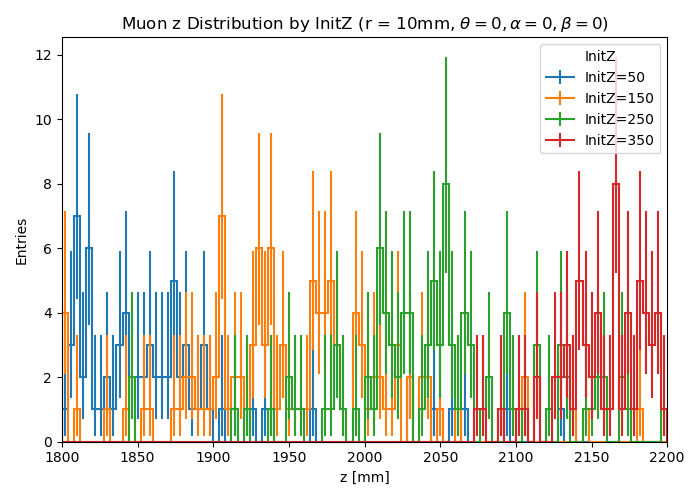 Muon z Distribution by InitZ (r = 10mm, θ = 0, α = 0, β = 0)
Entries
12
10
8
6
4
2
0
InitZ
InitZ=50
InitZ=150
InitZ=250
InitZ=350
1800 1850 1900 1950 2000 2050 2100 2150 2200
z [mm]